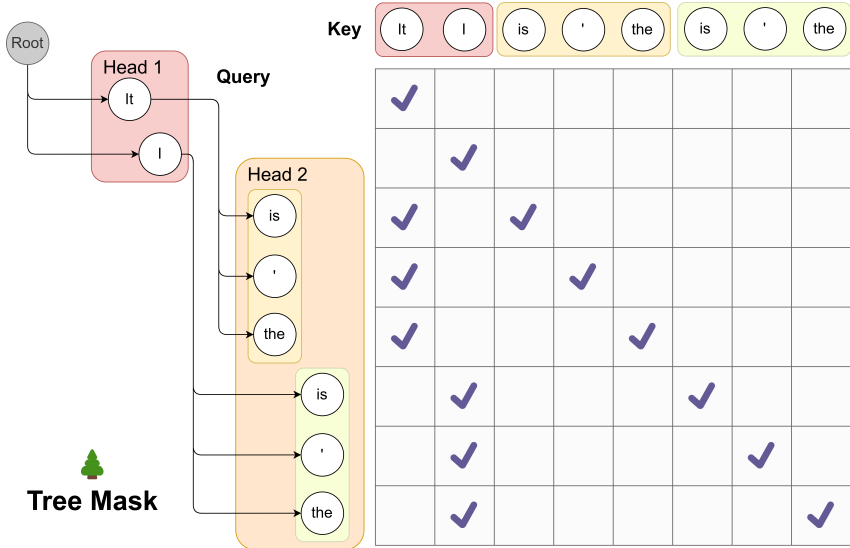 Key It I is ' the is ' the
Root
Head 1
Query
It
I
Head 2
is
'
the
is
'
the
Tree Mask